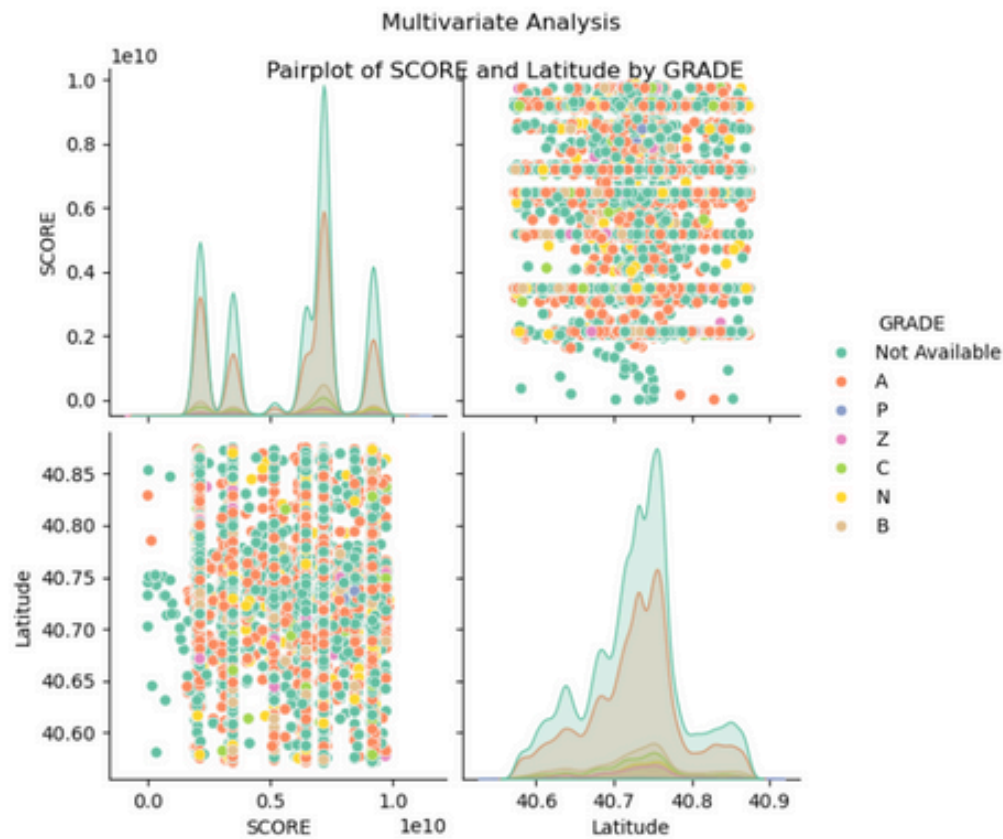 Multivariate Analysis
Pairplot of SCORE and Latitude by GRADE
1e10
1.0
0.8
0.6
0.4
0.2
0.0
SCORE
GRADE
Not Available
A
P
Z
C
N
B
40.85
40.80
40.75
40.70
40.65
40.60
Latitude
0.0 0.5 1.0
1e10
SCORE
40.6 40.7 40.8 40.9
Latitude